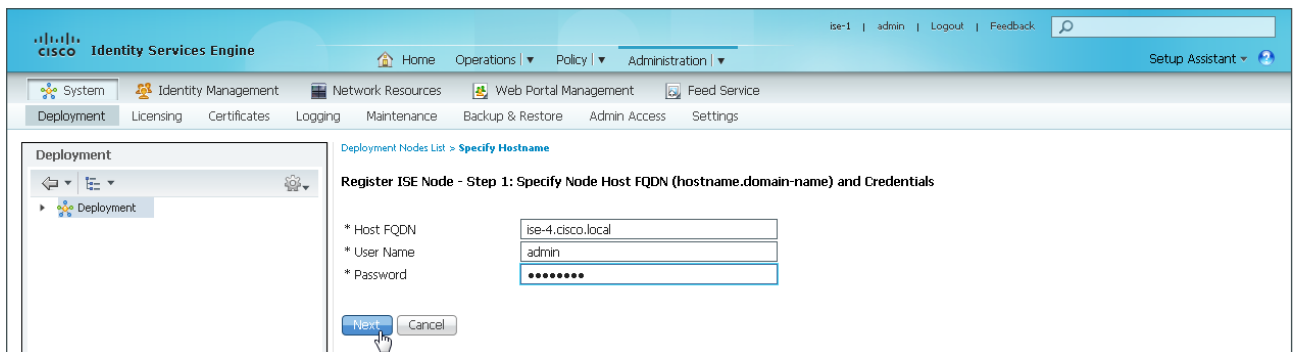 ise-1 | admin | Logout | Feedback
cisco Identity Services Engine
Home Operations | Policy | Administration | Setup Assistant
System Identity Management Network Resources Web Portal Management Feed Service
Deployment Licensing Certificates Logging Maintenance Backup & Restore Admin Access Settings
Deployment
Deployment
Deployment Nodes List > Specify Hostname
Register ISE Node - Step 1: Specify Node Host FQDN (hostname.domain-name) and Credentials
* Host FQDN ise-4.cisco.local
* User Name admin
* Password ••••••••
Next Cancel